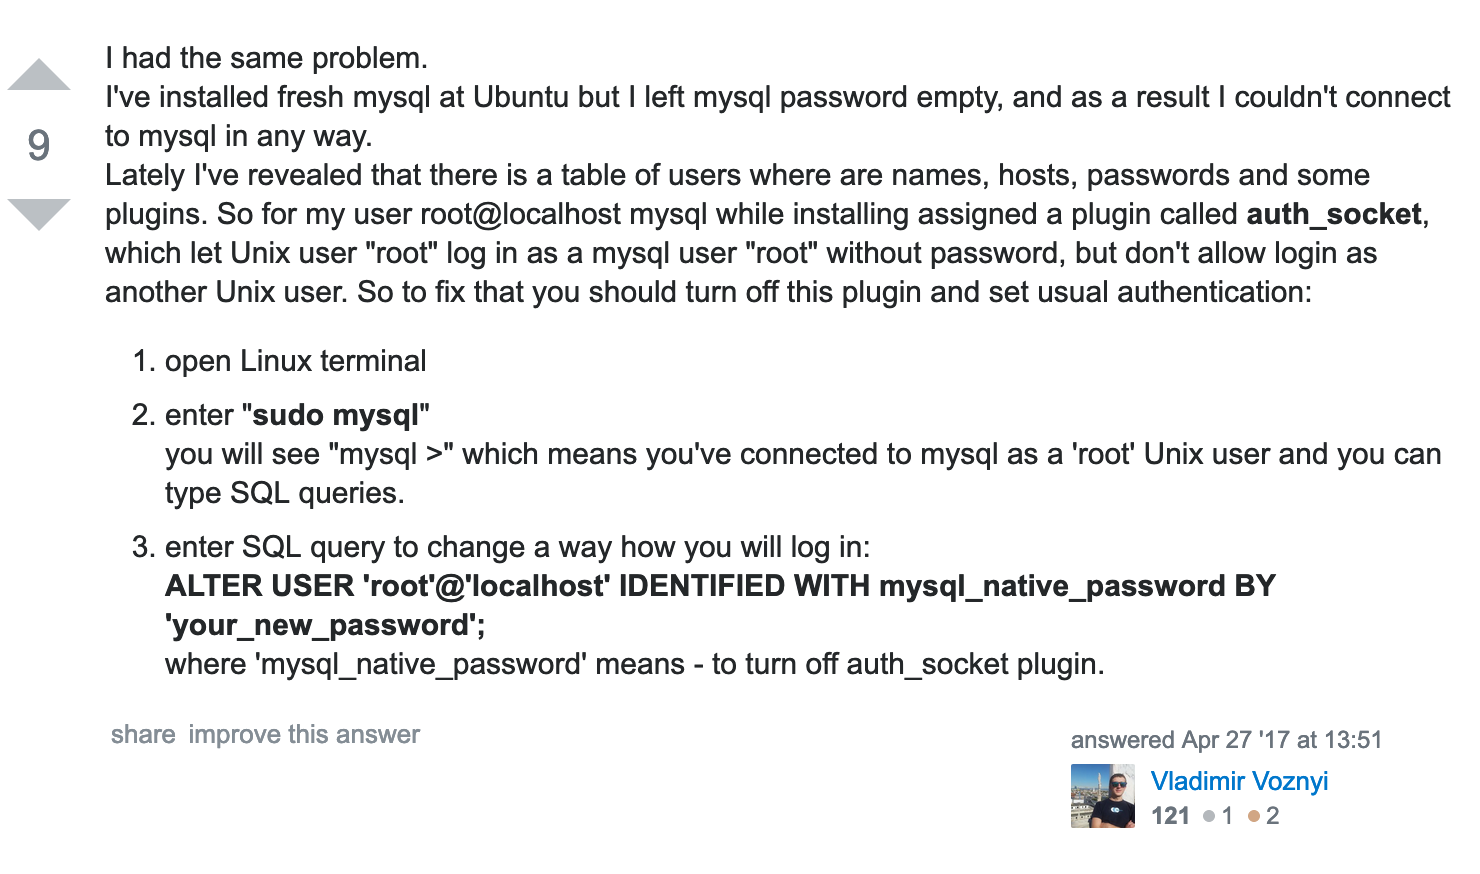 I had the same problem.
I've installed fresh mysql at Ubuntu but I left mysql password empty, and as a result I couldn't connect
to mysql in any way.
9
Lately I've revealed that there is a table of users where are names, hosts, passwords and some
plugins. So for my user root@localhost mysql while installing assigned a plugin called auth_socket,
which let Unix user "root" log in as a mysql user "root" without password, but don't allow login as
another Unix user. So to fix that you should turn off this plugin and set usual authentication:
1. open Linux terminal
2. enter "sudo mysql"
you will see "mysql >" which means you've connected to mysql as a 'root' Unix user and you can
type SQL queries.
3. enter SQL query to change a way how you will log in:
ALTER USER 'root'@'localhost' IDENTIFIED WITH mysql_native_password BY
'your_new_password';
where 'mysql_native_password' means - to turn off auth_socket plugin.
share improve this answer
answered Apr 27 '17 at 13:51
Vladimir Voznyi
121 1 2